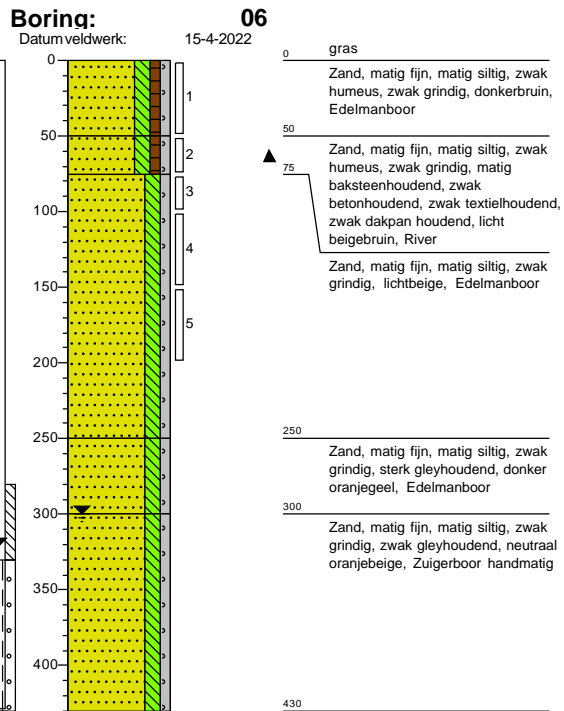 Boring: 06
Datum veldwerk: 15-4-2022
0
50
100
150
200
250
300
350
400
1
2
3
4
5
0
gras
Zand, matig fijn, matig siltig, zwak
humeus, zwak grindig, donkerbruin,
Edelmanboor
50
Zand, matig fijn, matig siltig, zwak
humeus, zwak grindig, matig
baksteenhoudend, zwak
betonhoudend, zwak textielhoudend,
zwak dakpan houdend, licht
beigebruin, River
75
Zand, matig fijn, matig siltig, zwak
grindig, lichtbeige, Edelmanboor
250
Zand, matig fijn, matig siltig, zwak
grindig, sterk gleyhoudend, donker
oranjegeel, Edelmanboor
300
Zand, matig fijn, matig siltig, zwak
grindig, zwak gleyhoudend, neutraal
oranjebeige, Zuigerboor handmatig
430